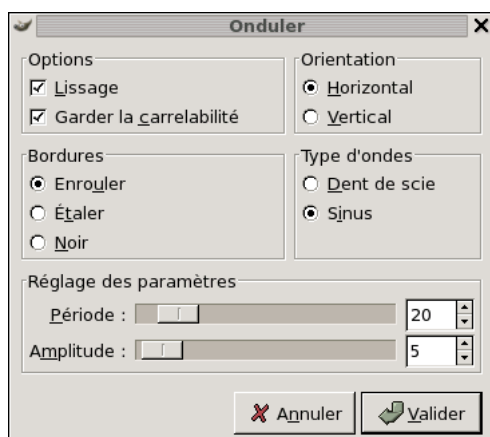 Onduler
Options
Lissage
Garder la carrelabilité
Orientation
Horizontal
Vertical
Bordures
Enrouler
Étaler
Noir
Type d'ondes
Dent de scie
Sinus
Réglage des paramètres
Période : 20
Amplitude : 5
Annuler Valider